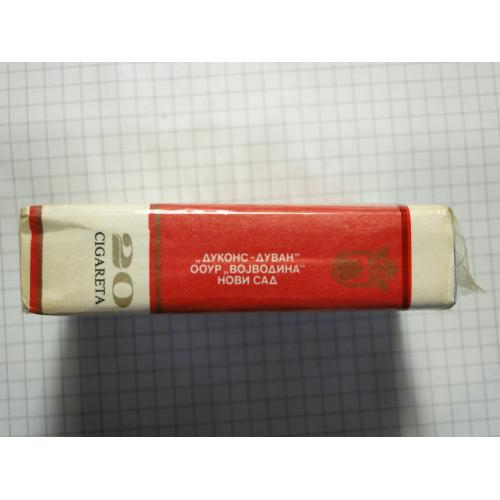 „ДУКОНС-ДУВАН"
ООУР „ВОЈВОДИНА"
НОВИ САД
20
CIGARETA